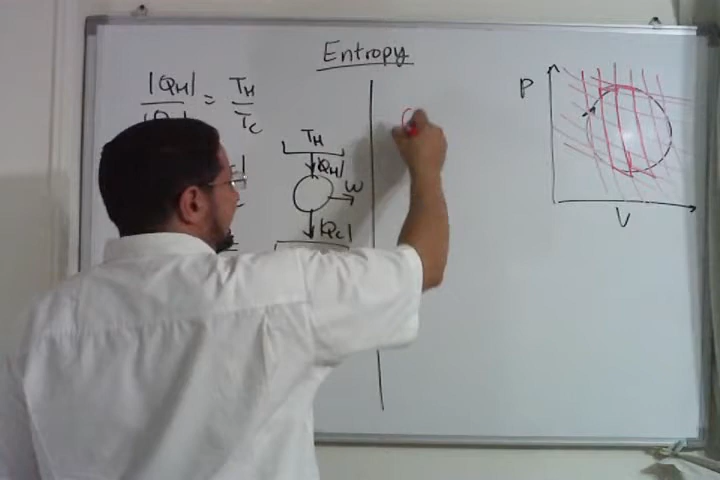 Entropy
|QH| / = TH / TC
TH
|QH|
W
|QC|
P
V